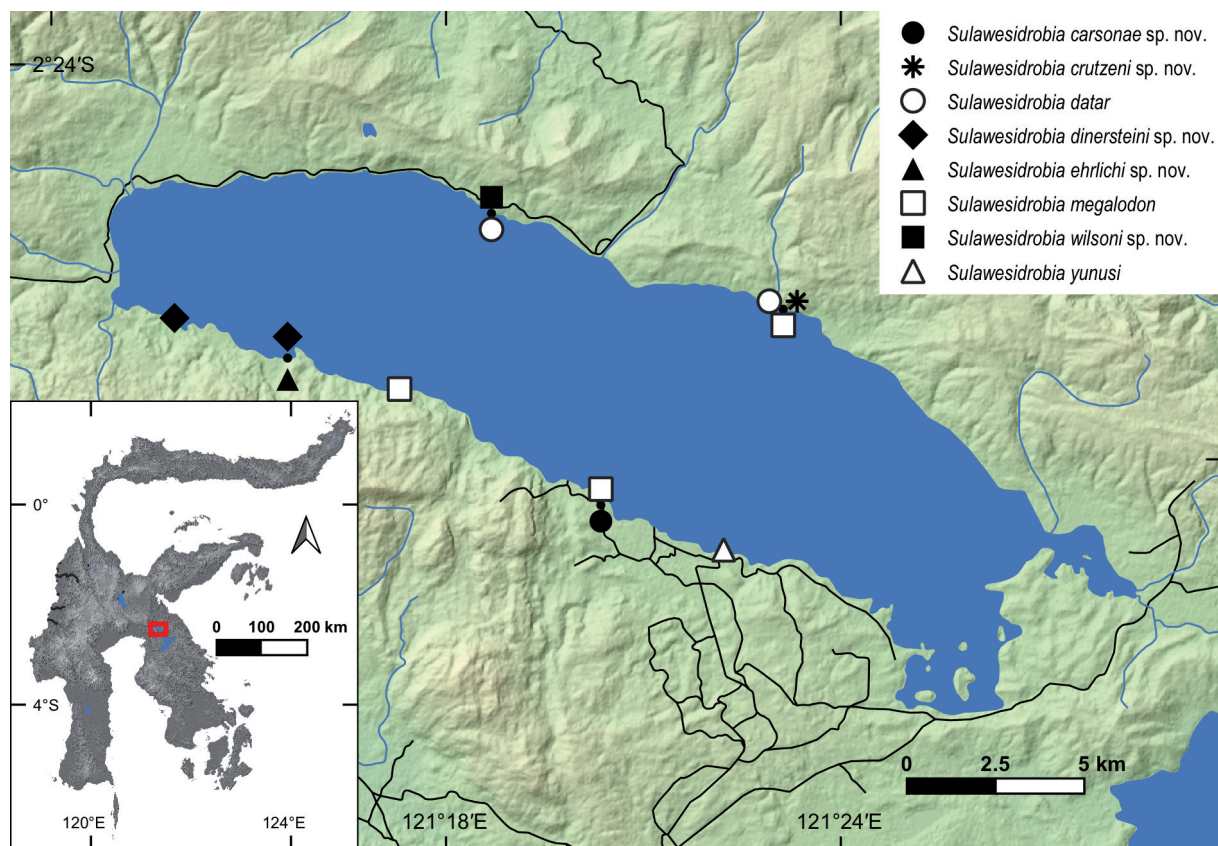 2°24′S
Sulawesidrobia carsonae sp. nov.
Sulawesidrobia crutzeni sp. nov.
Sulawesidrobia datar
Sulawesidrobia dinersteini sp. nov.
Sulawesidrobia ehrlichi sp. nov.
Sulawesidrobia megalodon
Sulawesidrobia wilsoni sp. nov.
Sulawesidrobia yunusi
0°
0 100 200 km
4°S
120°E 124°E
0 2.5 5 km
121°18′E 121°24′E